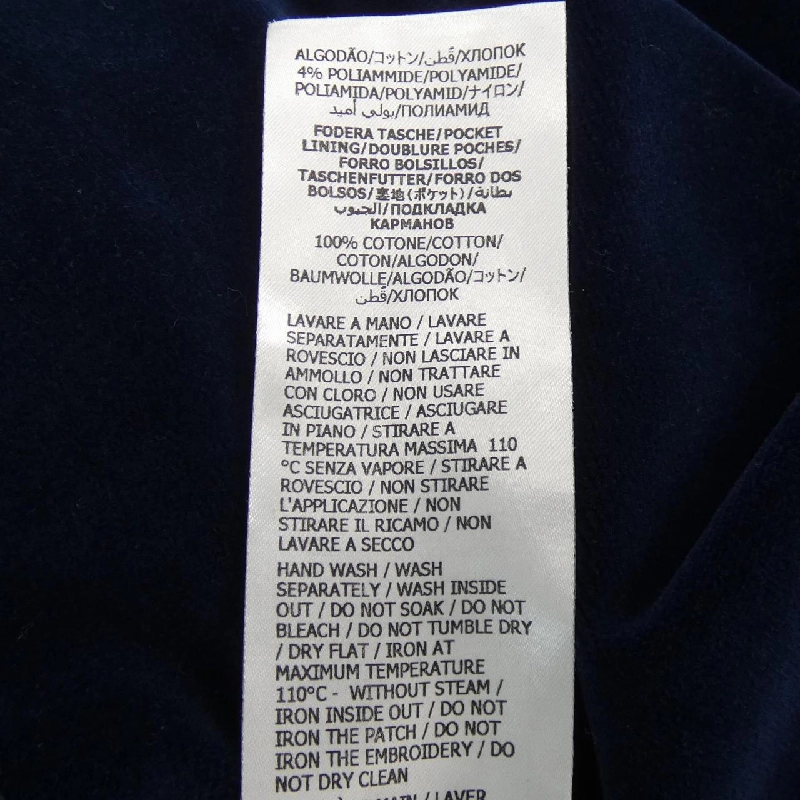 ALGODÃO/コットン/قطن/ХЛОПОК
4% POLIAMMIDE/POLYAMIDE/
POLIAMIDA/POLYAMID/ナイロン/
بولي أميد/ПОЛИАМИД
FODERA TASCHE/POCKET
LINING/DOUBLURE POCHES/
FORRO BOLSILLOS/
TASCHENFUTTER/FORRO DOS
BOLSOS/裏地(ポケット)/بطانة
الجيوب/ПОДКЛАДКА
КАРМАНОВ
100% COTONE/COTTON/
COTON/ALGODON/
BAUMWOLLE/ALGODÃO/コットン/
قطن/ХЛОПОК
LAVARE A MANO / LAVARE
SEPARATAMENTE / LAVARE A
ROVESCIO / NON LASCIARE IN
AMMOLLO / NON TRATTARE
CON CLORO / NON USARE
ASCIUGATRICE / ASCIUGARE
IN PIANO / STIRARE A
TEMPERATURA MASSIMA 110
°C SENZA VAPORE / STIRARE A
ROVESCIO / NON STIRARE
L'APPLICAZIONE / NON
STIRARE IL RICAMO / NON
LAVARE A SECCO
HAND WASH / WASH
SEPARATELY / WASH INSIDE
OUT / DO NOT SOAK / DO NOT
BLEACH / DO NOT TUMBLE DRY
/ DRY FLAT / IRON AT
MAXIMUM TEMPERATURE
110°C - WITHOUT STEAM /
IRON INSIDE OUT / DO NOT
IRON THE PATCH / DO NOT
IRON THE EMBROIDERY / DO
NOT DRY CLEAN
MAIN / LAVER